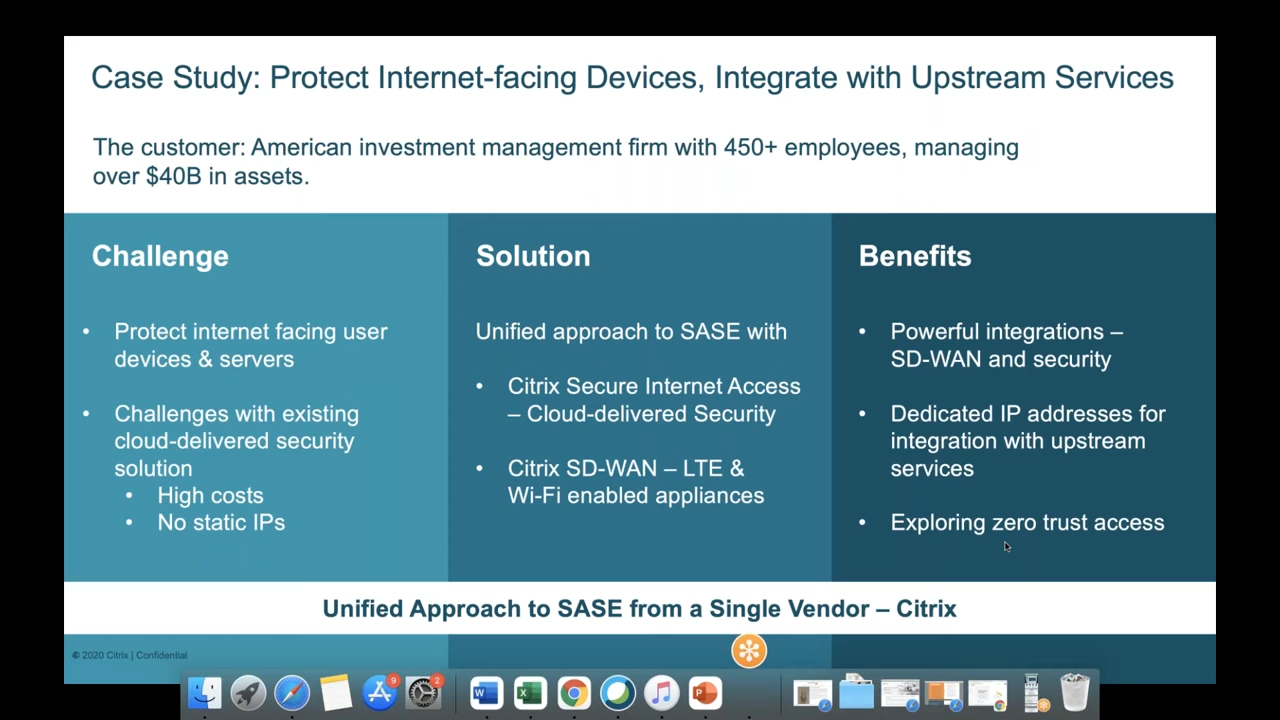 Case Study: Protect Internet-facing Devices, Integrate with Upstream Services
The customer: American investment management firm with 450+ employees, managing
over $40B in assets.
Challenge
• Protect internet facing user
devices & servers
• Challenges with existing
cloud-delivered security
solution
• High costs
• No static IPs
Solution
Unified approach to SASE with
• Citrix Secure Internet Access
– Cloud-delivered Security
• Citrix SD-WAN – LTE &
Wi-Fi enabled appliances
Benefits
• Powerful integrations –
SD-WAN and security
• Dedicated IP addresses for
integration with upstream
services
• Exploring zero trust access
Unified Approach to SASE from a Single Vendor – Citrix
© 2020 Citrix | Confidential
9
2
W
X
P